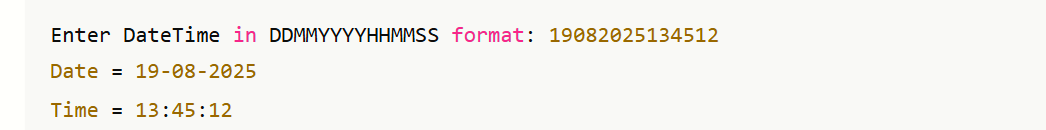 Enter DateTime in DDMMYYYYHHMMSS format: 19082025134512
Date = 19-08-2025
Time = 13:45:12